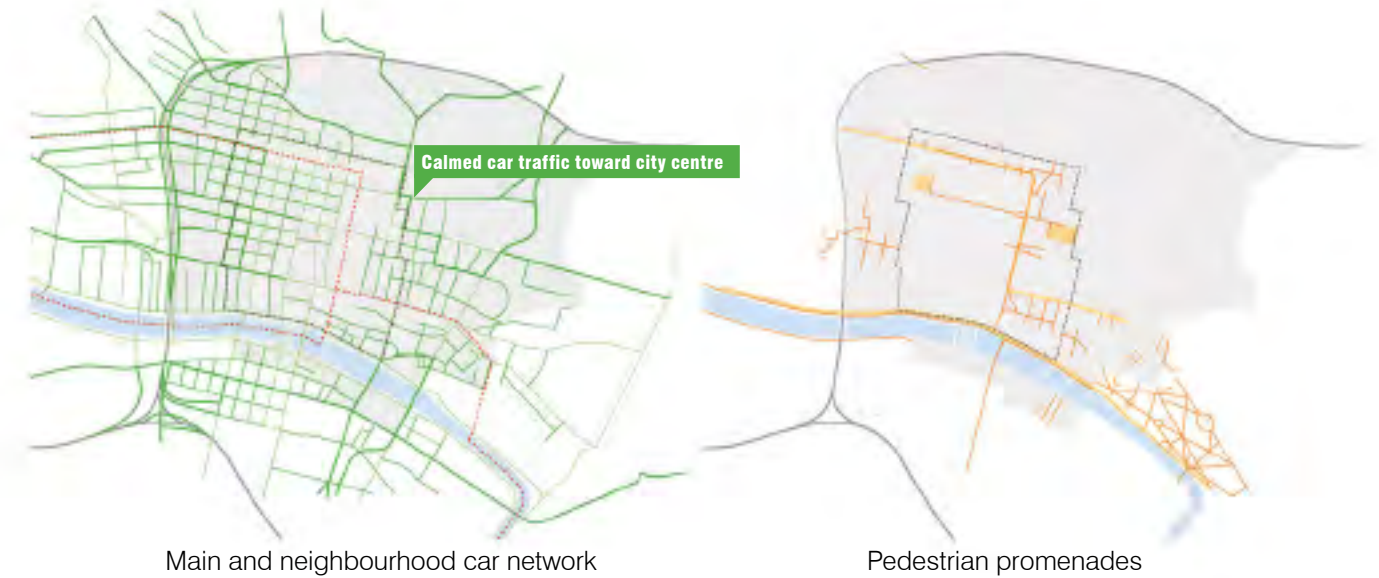 Calmed car traffic toward city centre
Main and neighbourhood car network
Pedestrian promenades